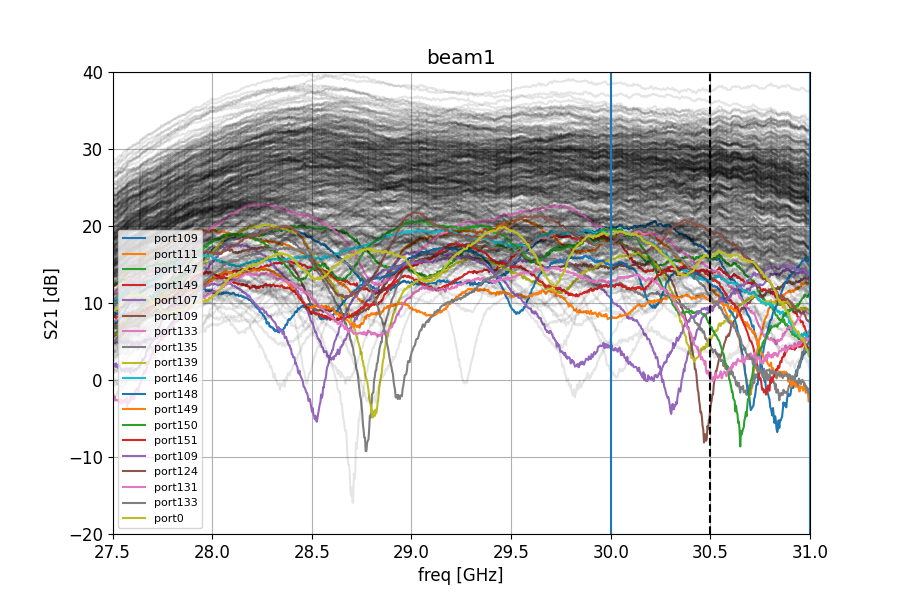 beam1
S21 [dB]
40
30
20
10
0
−10
−20
port109
port111
port147
port149
port107
port109
port133
port135
port139
port146
port148
port149
port150
port151
port109
port124
port131
port133
port0
27.5 28.0 28.5 29.0 29.5 30.0 30.5 31.0
freq [GHz]